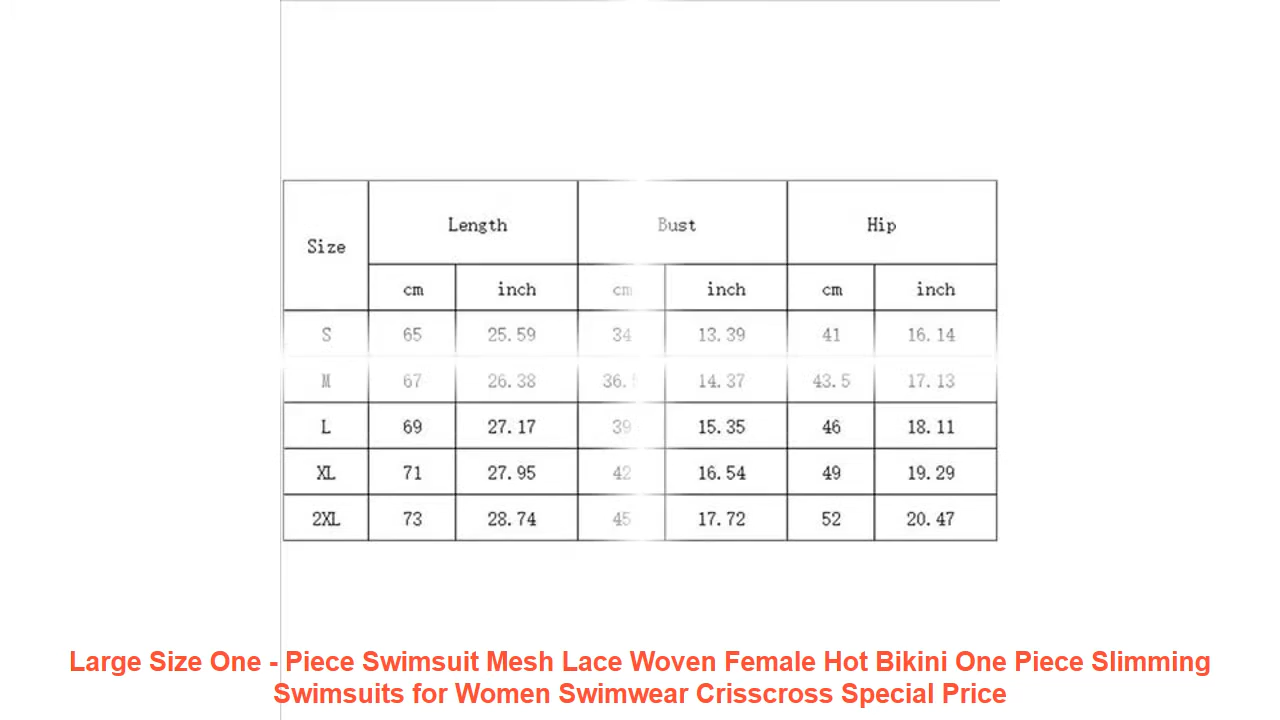 Size Length Bust Hip
cm inch cm inch cm inch
S 65 25.59 34 13.39 41 16.14
M 67 26.38 36.5 14.37 43.5 17.13
L 69 27.17 39 15.35 46 18.11
XL 71 27.95 42 16.54 49 19.29
2XL 73 28.74 45 17.72 52 20.47
Large Size One - Piece Swimsuit Mesh Lace Woven Female Hot Bikini One Piece Slimming
Swimsuits for Women Swimwear Crisscross Special Price